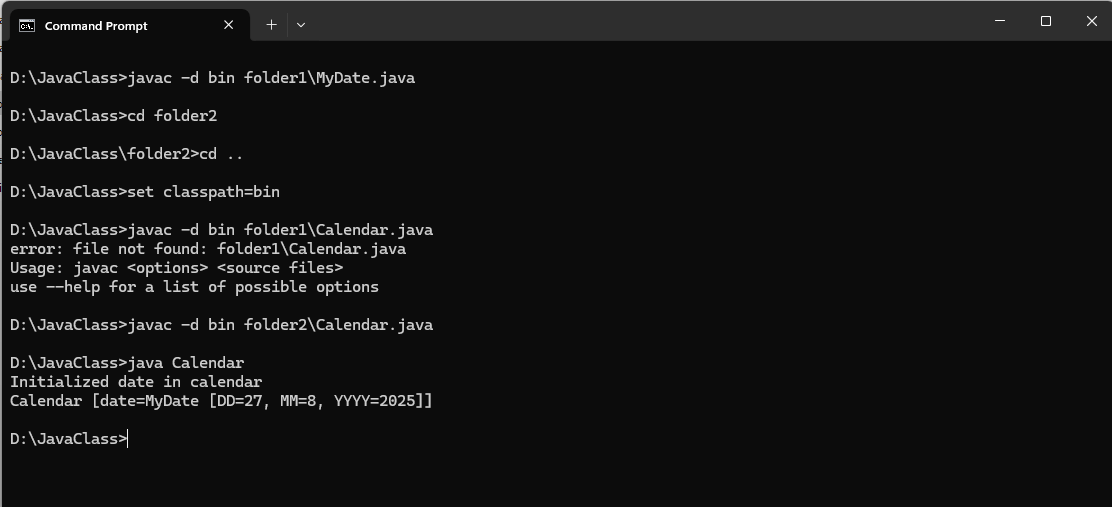 Command Prompt
D:\JavaClass>javac -d bin folder1\MyDate.java
D:\JavaClass>cd folder2
D:\JavaClass\folder2>cd ..
D:\JavaClass>set classpath=bin
D:\JavaClass>javac -d bin folder1\Calendar.java
error: file not found: folder1\Calendar.java
Usage: javac <options> <source files>
use --help for a list of possible options
D:\JavaClass>javac -d bin folder2\Calendar.java
D:\JavaClass>java Calendar
Initialized date in calendar
Calendar [date=MyDate [DD=27, MM=8, YYYY=2025]]
D:\JavaClass>